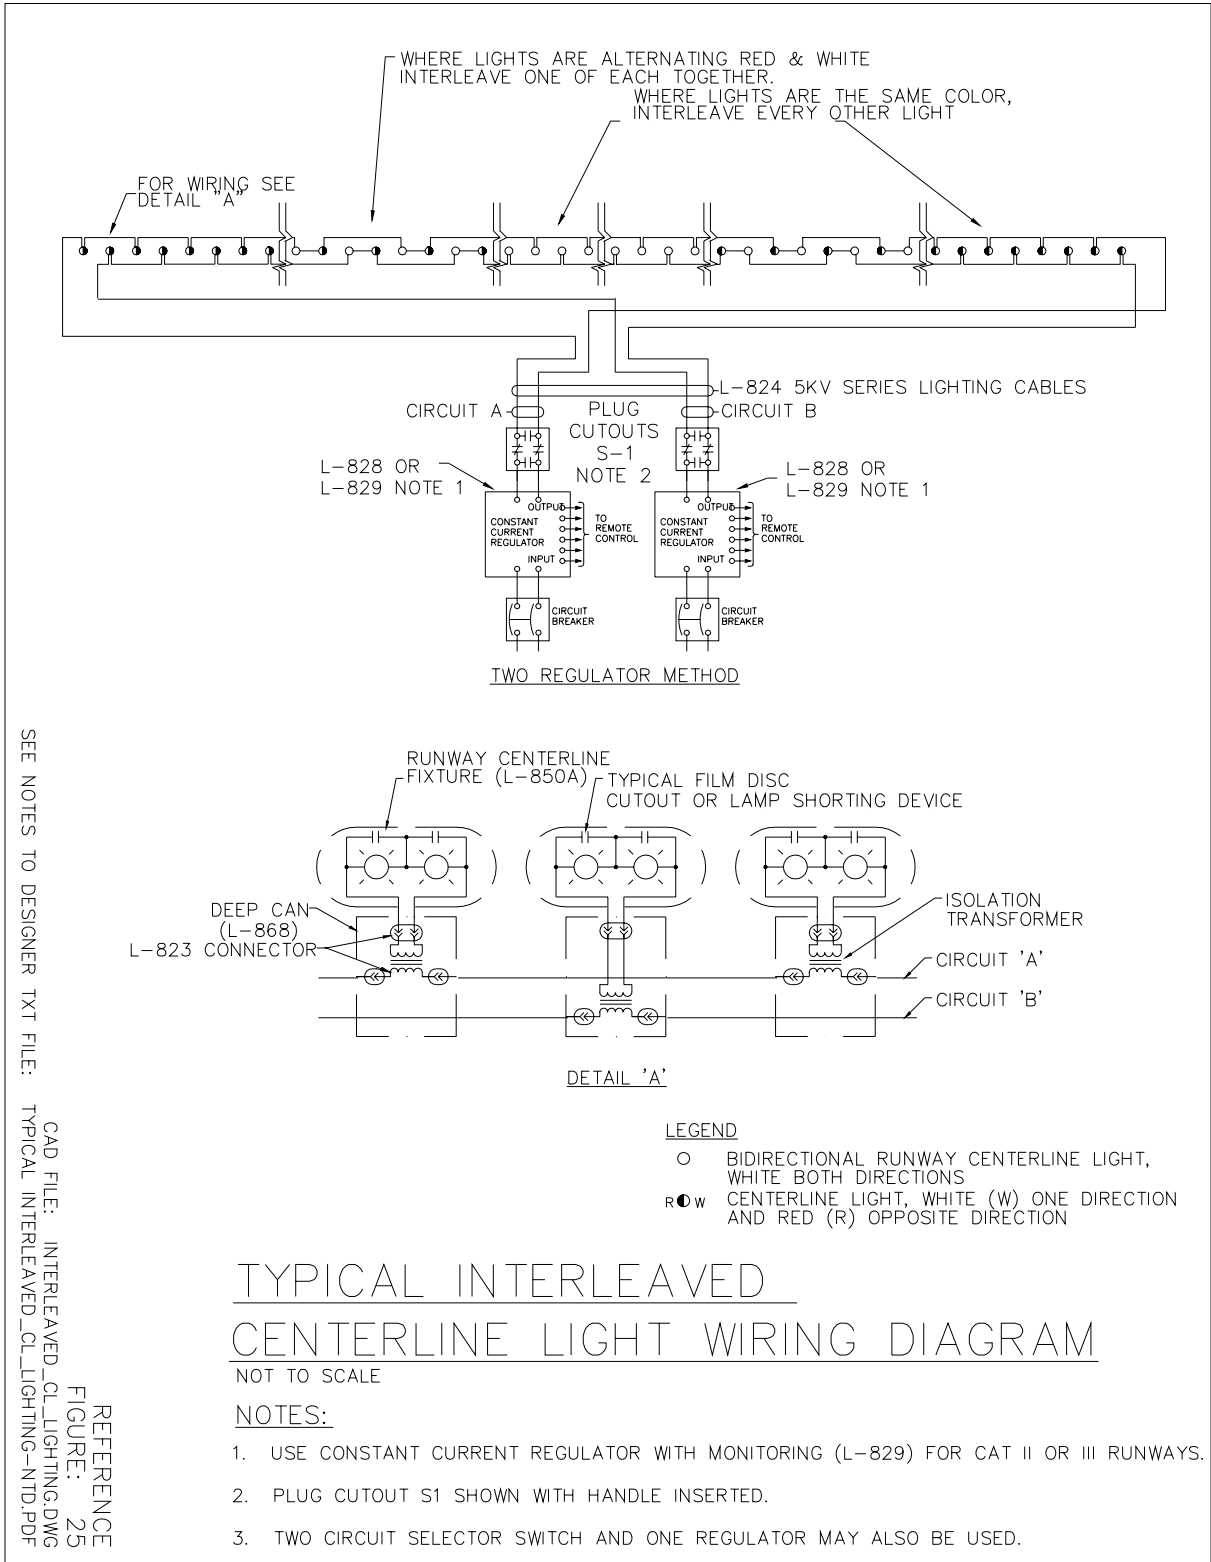 WHERE LIGHTS ARE ALTERNATING RED & WHITE
INTERLEAVE ONE OF EACH TOGETHER.
WHERE LIGHTS ARE THE SAME COLOR,
INTERLEAVE EVERY OTHER LIGHT
FOR WIRING SEE
DETAIL "A"
L-824 5KV SERIES LIGHTING CABLES
CIRCUIT A
PLUG
CUTOUTS
S-1
NOTE 2
CIRCUIT B
L-828 OR
L-829 NOTE 1
L-828 OR
L-829 NOTE 1
OUTPUT
CONSTANT
CURRENT
REGULATOR
INPUT
TO
REMOTE
CONTROL
OUTPUT
CONSTANT
CURRENT
REGULATOR
INPUT
TO
REMOTE
CONTROL
CIRCUIT
BREAKER
CIRCUIT
BREAKER
TWO REGULATOR METHOD
RUNWAY CENTERLINE
FIXTURE (L-850A)
TYPICAL FILM DISC
CUTOUT OR LAMP SHORTING DEVICE
DEEP CAN
(L-868)
L-823 CONNECTOR
ISOLATION
TRANSFORMER
CIRCUIT 'A'
CIRCUIT 'B'
DETAIL 'A'
LEGEND
BIDIRECTIONAL RUNWAY CENTERLINE LIGHT,
WHITE BOTH DIRECTIONS
R W CENTERLINE LIGHT, WHITE (W) ONE DIRECTION
AND RED (R) OPPOSITE DIRECTION
TYPICAL INTERLEAVED
CENTERLINE LIGHT WIRING DIAGRAM
NOT TO SCALE
NOTES:
1. USE CONSTANT CURRENT REGULATOR WITH MONITORING (L-829) FOR CAT II OR III RUNWAYS.
2. PLUG CUTOUT S1 SHOWN WITH HANDLE INSERTED.
3. TWO CIRCUIT SELECTOR SWITCH AND ONE REGULATOR MAY ALSO BE USED.
REFERENCE
FIGURE: 25
CAD FILE: INTERLEAVED_CL_LIGHTING.DWG
SEE NOTES TO DESIGNER TXT FILE: TYPICAL INTERLEAVED_CL_LIGHTING-NTD.PDF